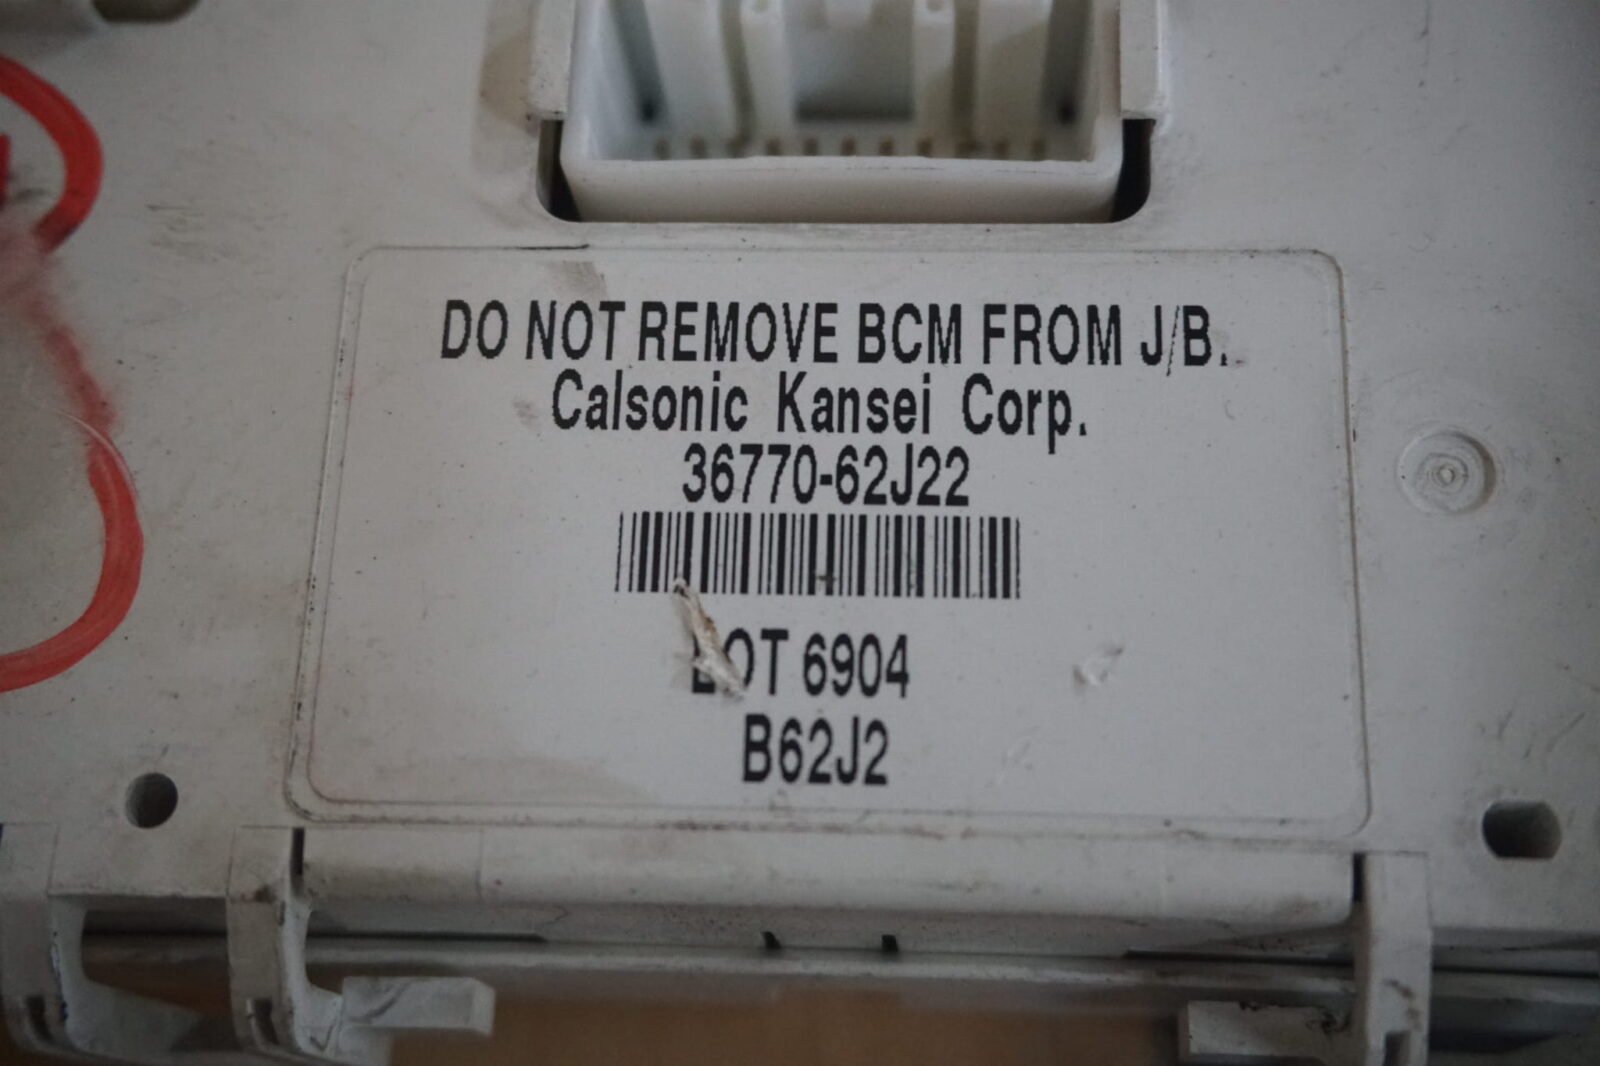 DO NOT REMOVE BCM FROM J/B.
Calsonic Kansei Corp.
36770-62J22
LOT 6904
B62J2